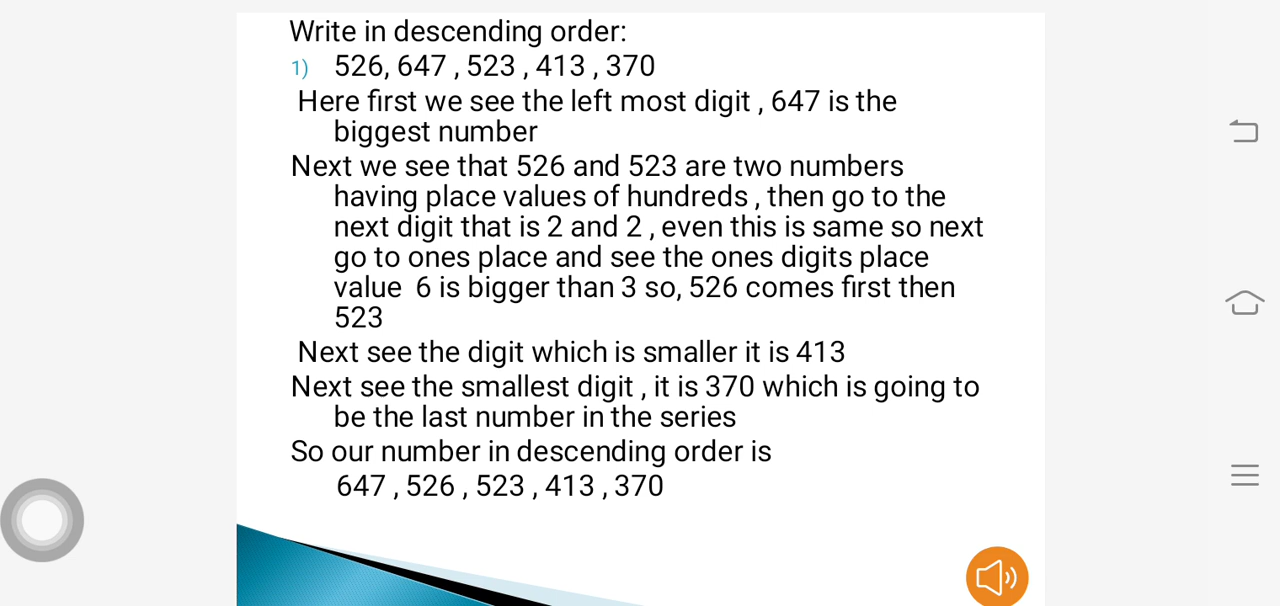 Write in descending order:
1) 526, 647 , 523 , 413 , 370
Here first we see the left most digit , 647 is the
biggest number
Next we see that 526 and 523 are two numbers
having place values of hundreds , then go to the
next digit that is 2 and 2 , even this is same so next
go to ones place and see the ones digits place
value 6 is bigger than 3 so, 526 comes first then
523
Next see the digit which is smaller it is 413
Next see the smallest digit , it is 370 which is going to
be the last number in the series
So our number in descending order is
647 , 526 , 523 , 413 , 370